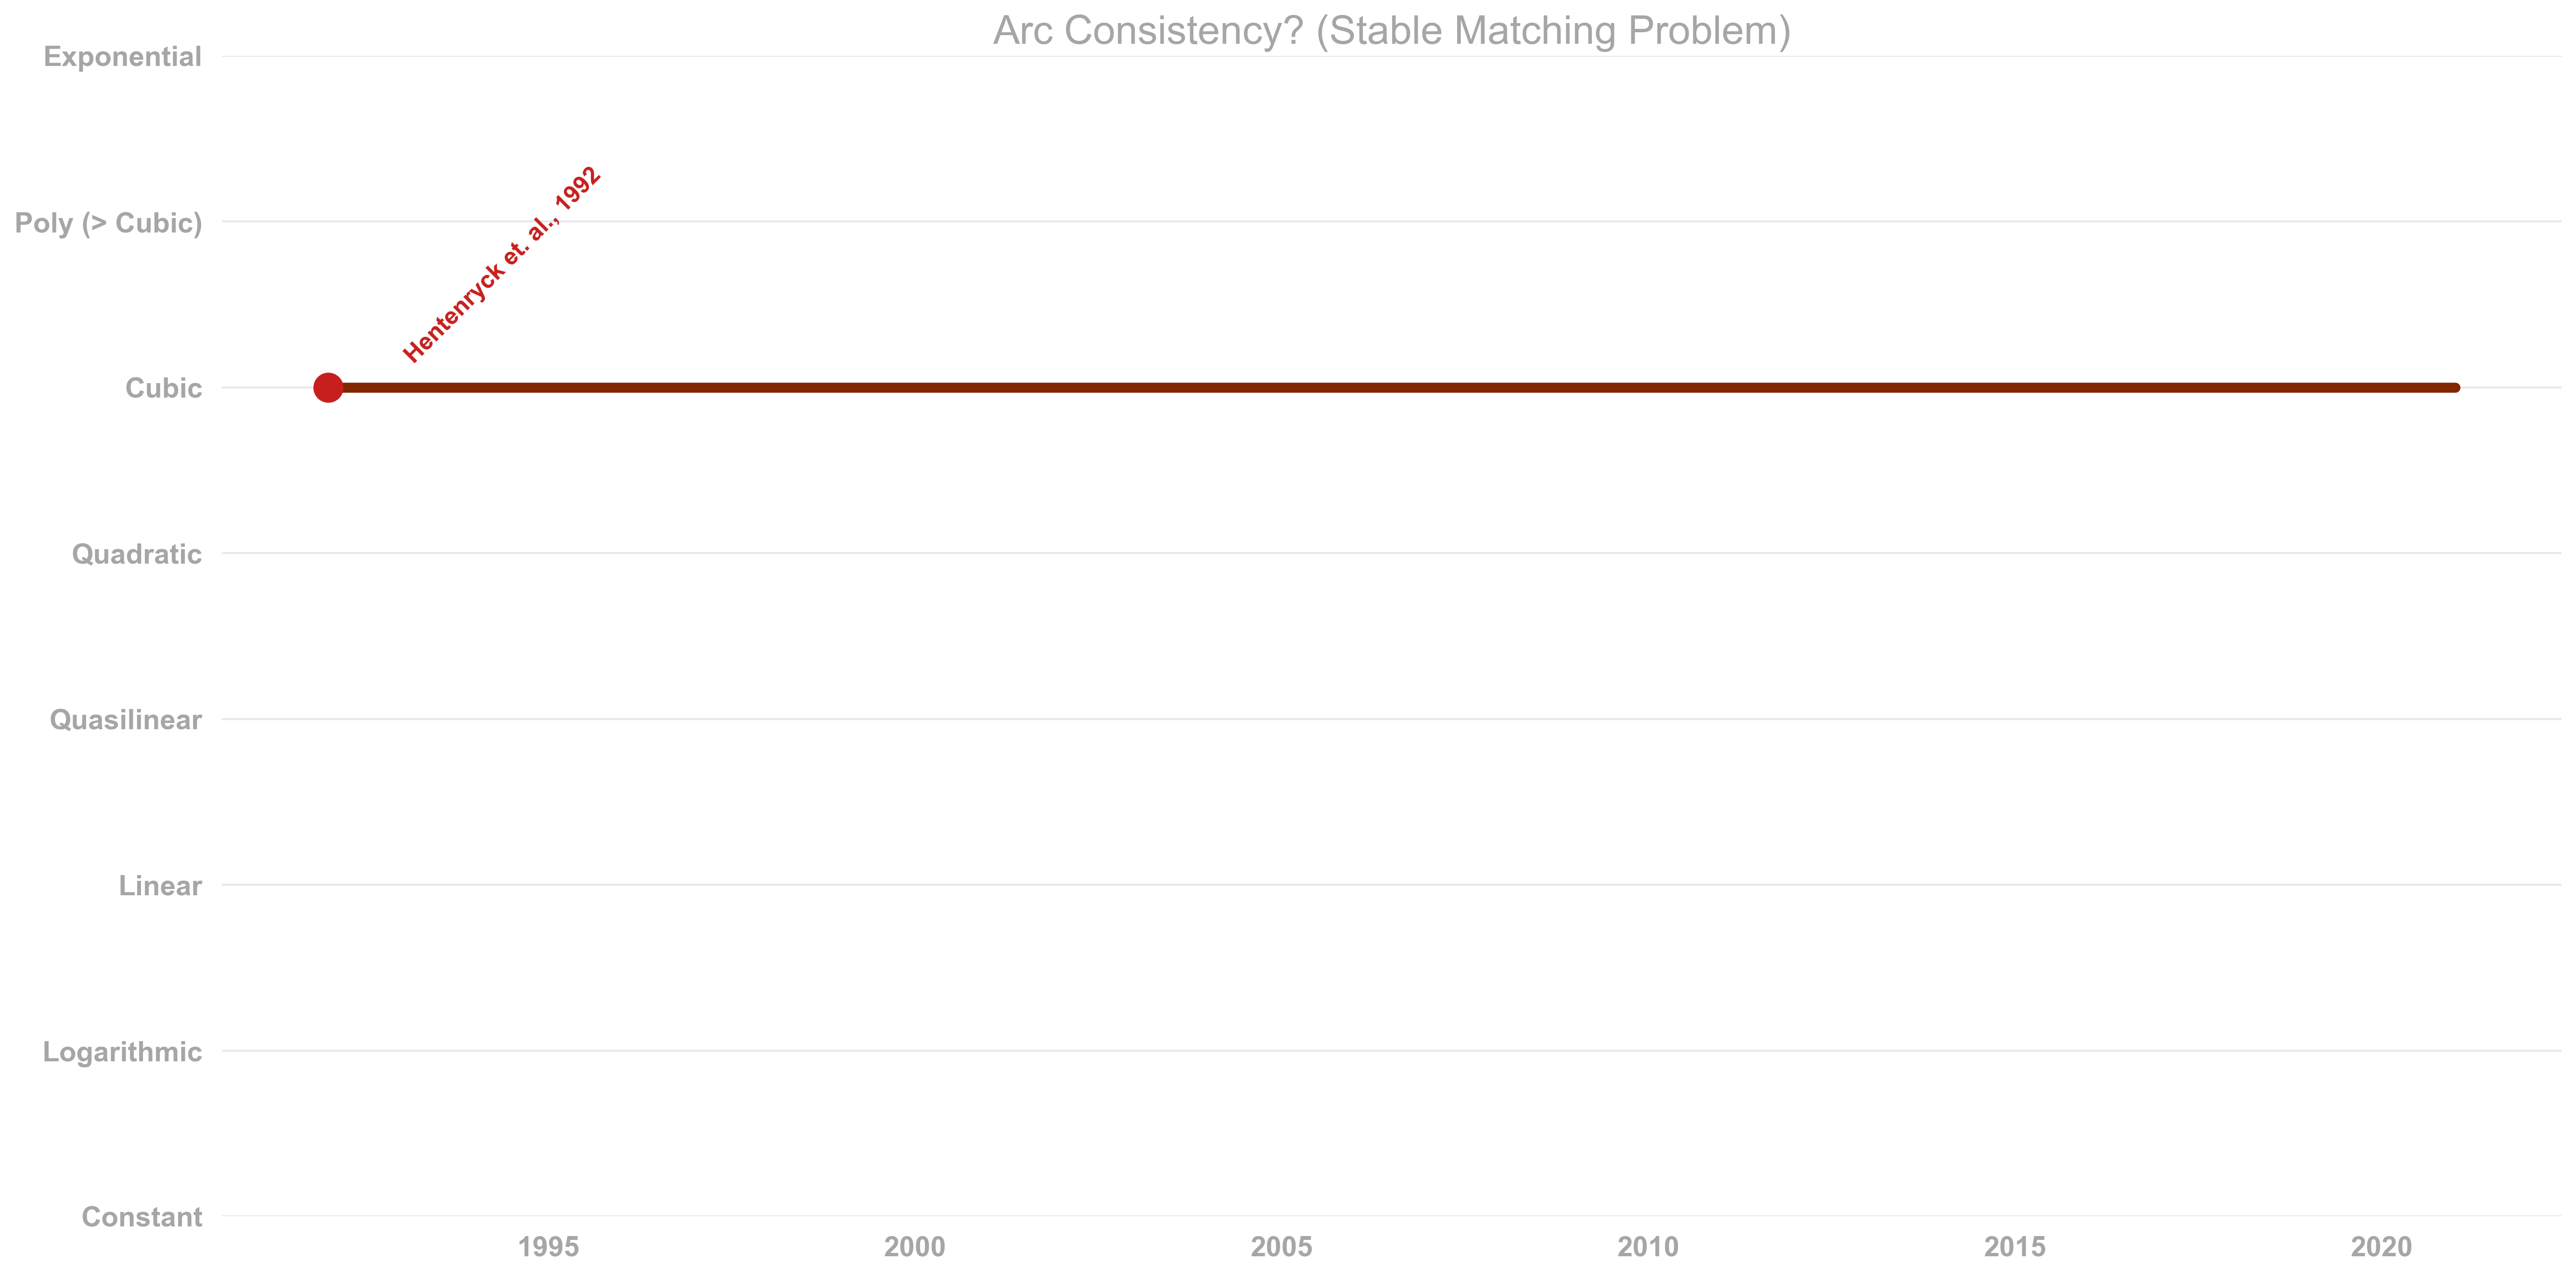 Arc Consistency? (Stable Matching Problem)
Exponential
Poly (> Cubic)
Cubic
Quadratic
Quasilinear
Linear
Logarithmic
Constant
Hentenryck et. al., 1992
1995 2000 2005 2010 2015 2020